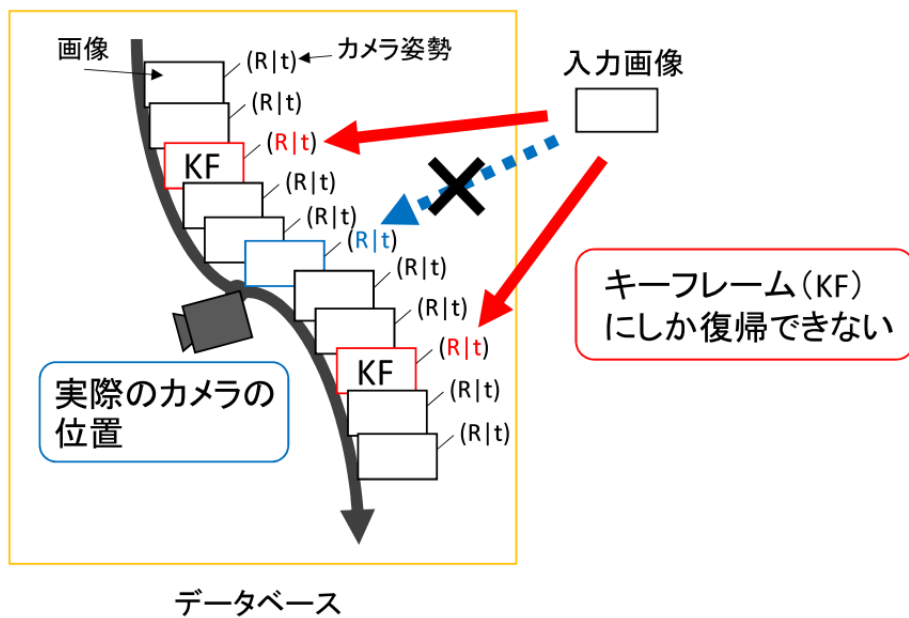 画像
(R|t)
カメラ姿勢
入力画像
(R|t)
KF
(R|t)
(R|t)
(R|t)
(R|t)
(R|t)
(R|t)
キーフレーム（KF）
にしか復帰できない
KF
(R|t)
実際のカメラの
位置
(R|t)
(R|t)
データベース